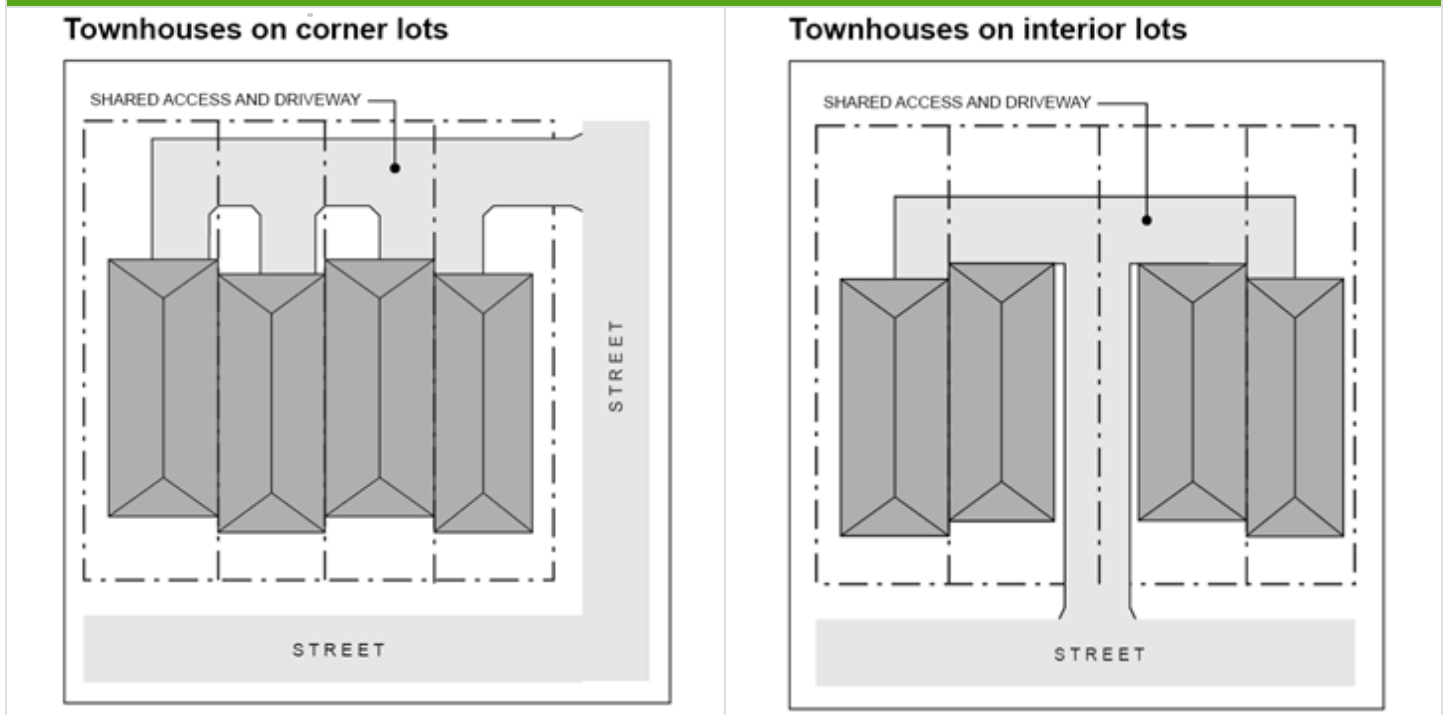 Townhouses on corner lots
SHARED ACCESS AND DRIVEWAY
STREET
STREET
Townhouses on interior lots
SHARED ACCESS AND DRIVEWAY
STREET